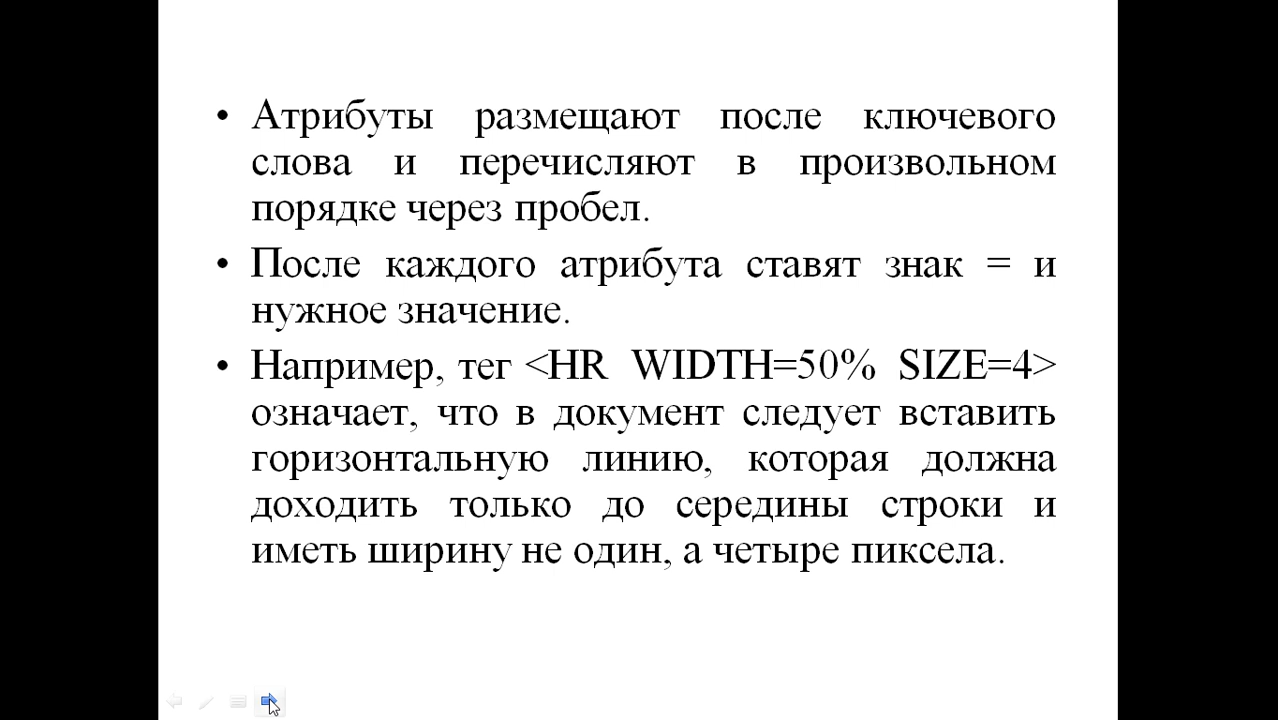 • Атрибуты размещают после ключевого
слова и перечисляют в произвольном
порядке через пробел.
• После каждого атрибута ставят знак = и
нужное значение.
• Например, тег <HR WIDTH=50% SIZE=4>
означает, что в документ следует вставить
горизонтальную линию, которая должна
доходить только до середины строки и
иметь ширину не один, а четыре пиксела.